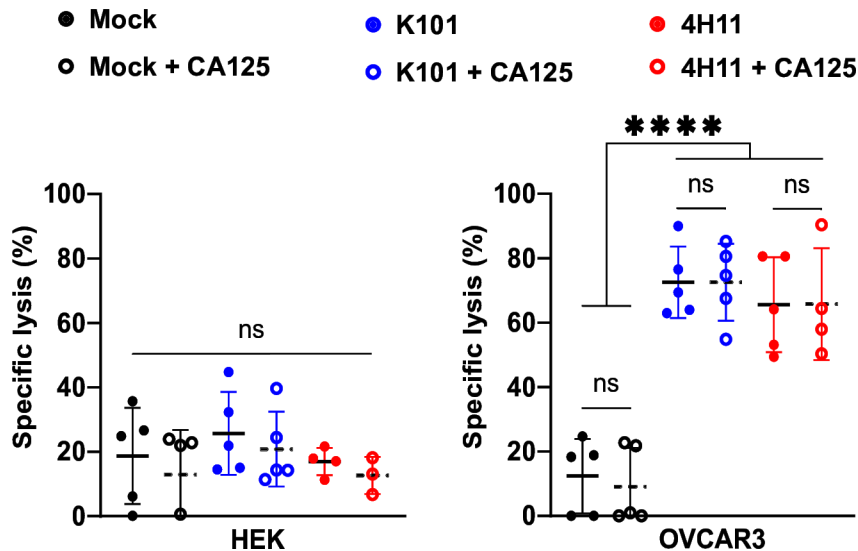 Mock K101 4H11
Mock + CA125 K101 + CA125 4H11 + CA125
Specific lysis (%)
100
80
60
40
20
0
ns
HEK
****
Specific lysis (%)
100
80
60
40
20
0
ns ns
ns
OVCAR3